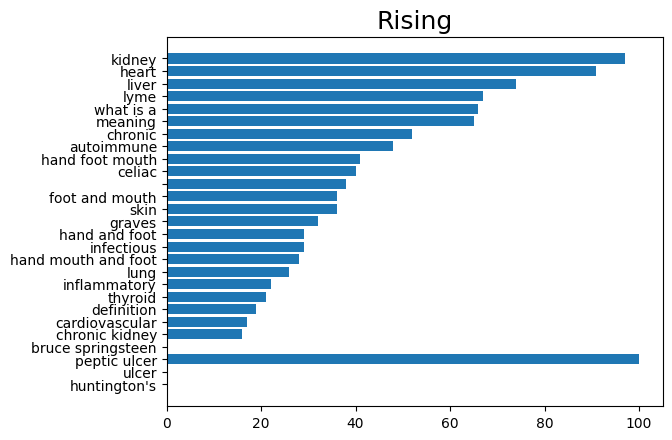 Rising
kidney
heart
liver
lyme
what is a
meaning
chronic
autoimmune
hand foot mouth
celiac
foot and mouth
skin
graves
hand and foot
infectious
hand mouth and foot
lung
inflammatory
thyroid
definition
cardiovascular
chronic kidney
bruce springsteen
peptic ulcer
ulcer
huntington's
0 20 40 60 80 100